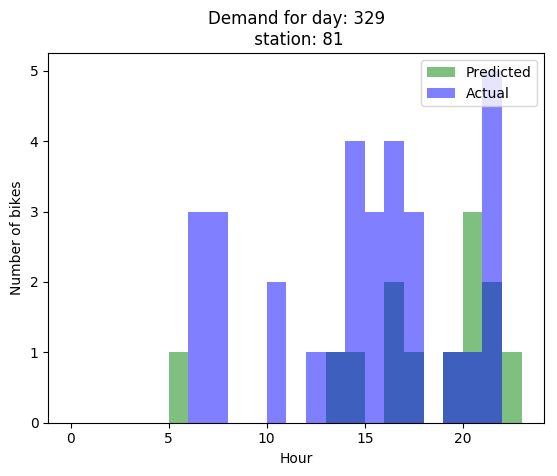 Demand for day: 329
station: 81
Predicted
Actual
Number of bikes
5
4
3
2
1
0
0
5
10
15
20
Hour